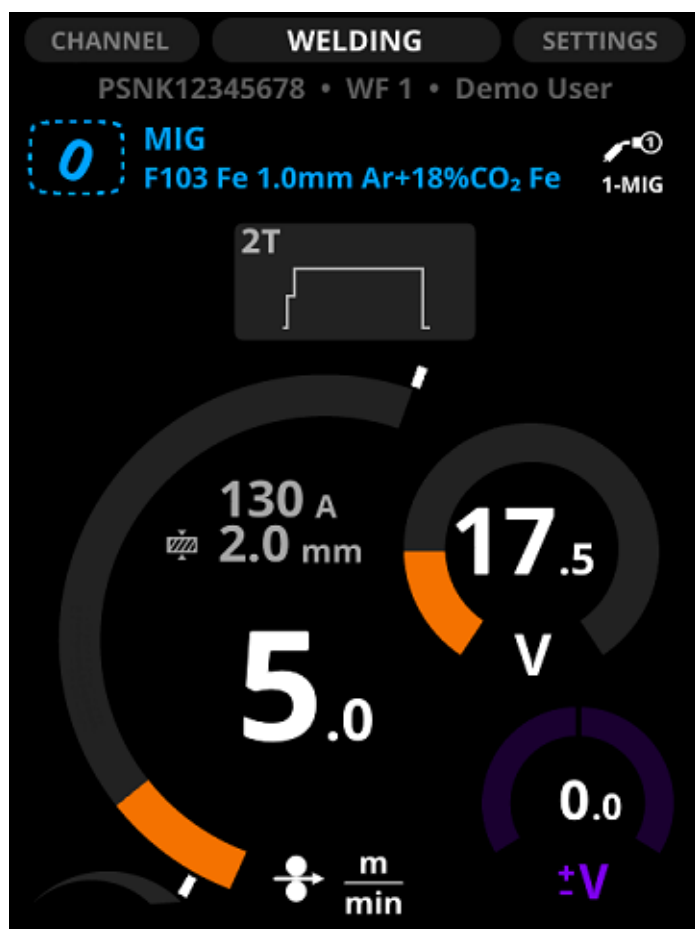 CHANNEL WELDING SETTINGS
PSNK12345678 • WF 1 • Demo User
0 MIG
F103 Fe 1.0mm Ar+18%CO₂ Fe
1
1-MIG
2T
130 A
2.0 mm
17.5
V
5.0
0.0
±V
m
min